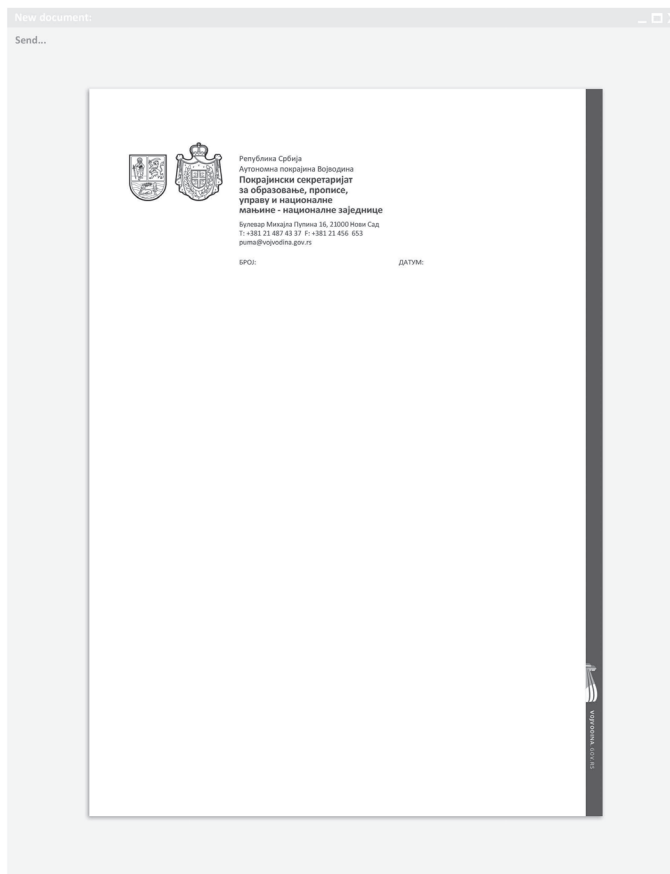 New document:
Send...
Република Србија
Аутономна покрајина Војводина
Покрајински секретаријат
за образовање, прописе,
управу и националне
мањине - националне заједнице
Булевар Михајла Пупина 16, 21000 Нови Сад
Т: +381 21 487 43 37 F: +381 21 456 653
puma@vojvodina.gov.rs
БРОЈ: ДАТУМ:
VOJVODINA.GOV.RS